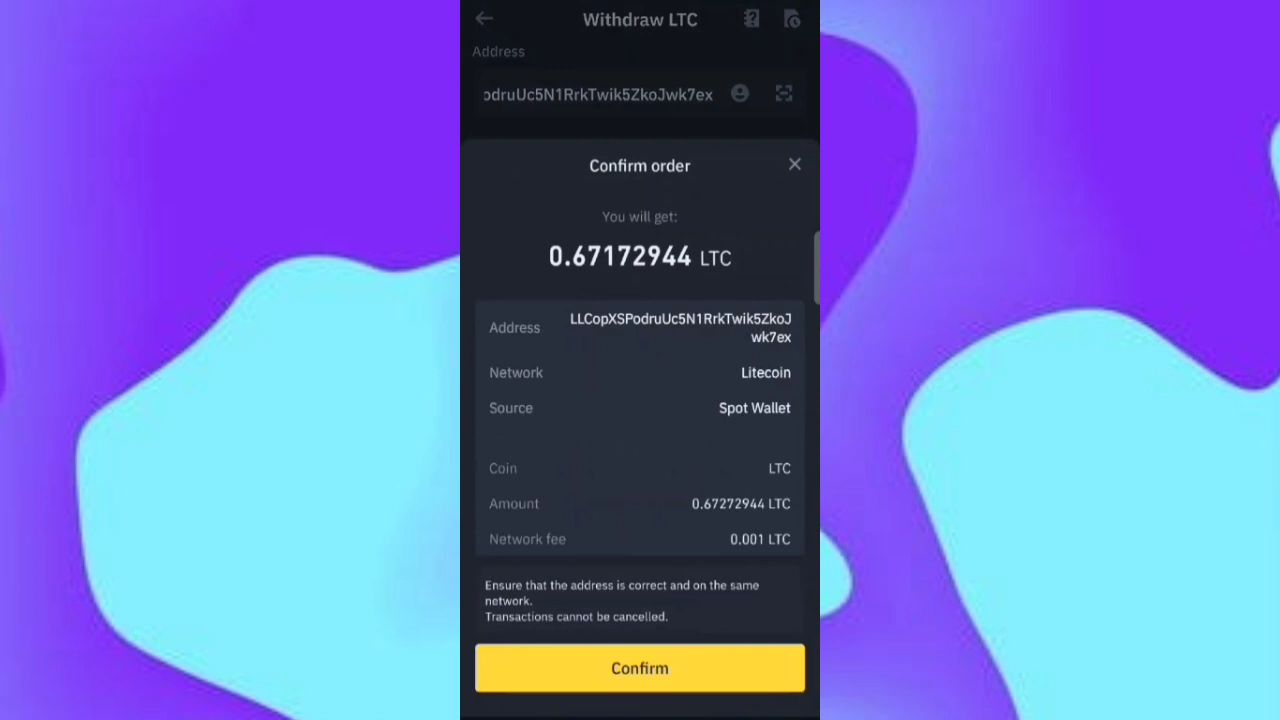 Withdraw LTC
Address
odruUc5N1RrkTwik5ZkoJwk7ex
Confirm order
You will get:
0.67172944 LTC
Address LLCopXSPodruUc5N1RrkTwik5ZkoJ
wk7ex
Network Litecoin
Source Spot Wallet
Coin LTC
Amount 0.67272944 LTC
Network fee 0.001 LTC
Ensure that the address is correct and on the same
network.
Transactions cannot be cancelled.
Confirm